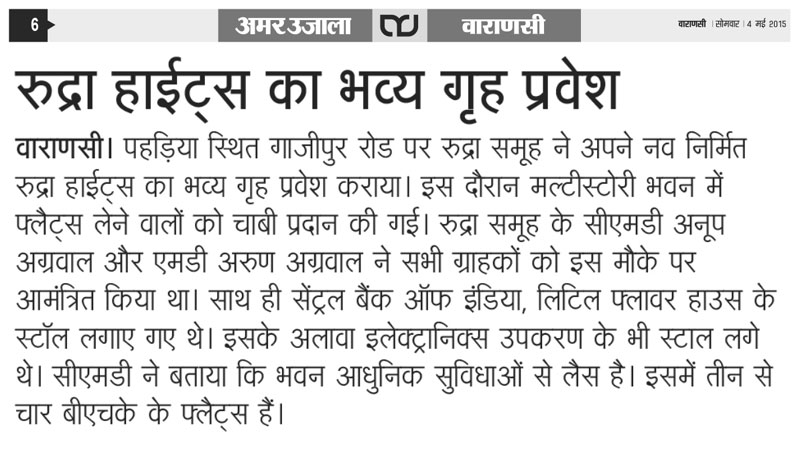 6
अमर उजाला
वाराणसी
वाराणसी | सोमवार | 4 मई 2015
रुद्रा हाईट्स का भव्य गृह प्रवेश
वाराणसी। पहड़िया स्थित गाजीपुर रोड पर रुद्रा समूह ने अपने नव निर्मित
रुद्रा हाईट्स का भव्य गृह प्रवेश कराया। इस दौरान मल्टीस्टोरी भवन में
फ्लैट्स लेने वालों को चाबी प्रदान की गई। रुद्रा समूह के सीएमडी अनूप
अग्रवाल और एमडी अरुण अग्रवाल ने सभी ग्राहकों को इस मौके पर
आमंत्रित किया था। साथ ही सेंट्रल बैंक ऑफ इंडिया, लिटिल फ्लावर हाउस के
स्टॉल लगाए गए थे। इसके अलावा इलेक्ट्रानिक्स उपकरण के भी स्टाल लगे
थे। सीएमडी ने बताया कि भवन आधुनिक सुविधाओं से लैस है। इसमें तीन से
चार बीएचके के फ्लैट्स हैं।